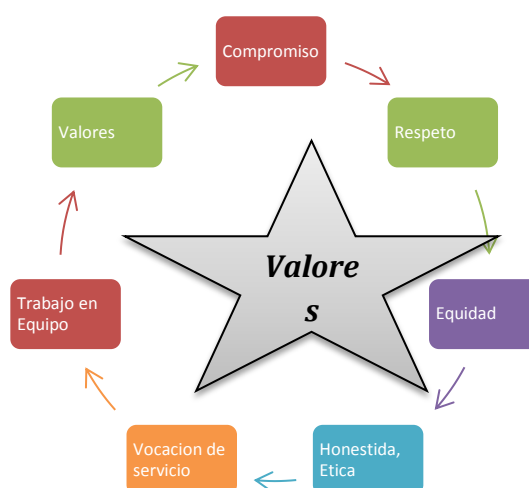 Compromiso
Respeto
Equidad
Honestida,
Etica
Vocacion de
servicio
Trabajo en
Equipo
Valores
Valore
s